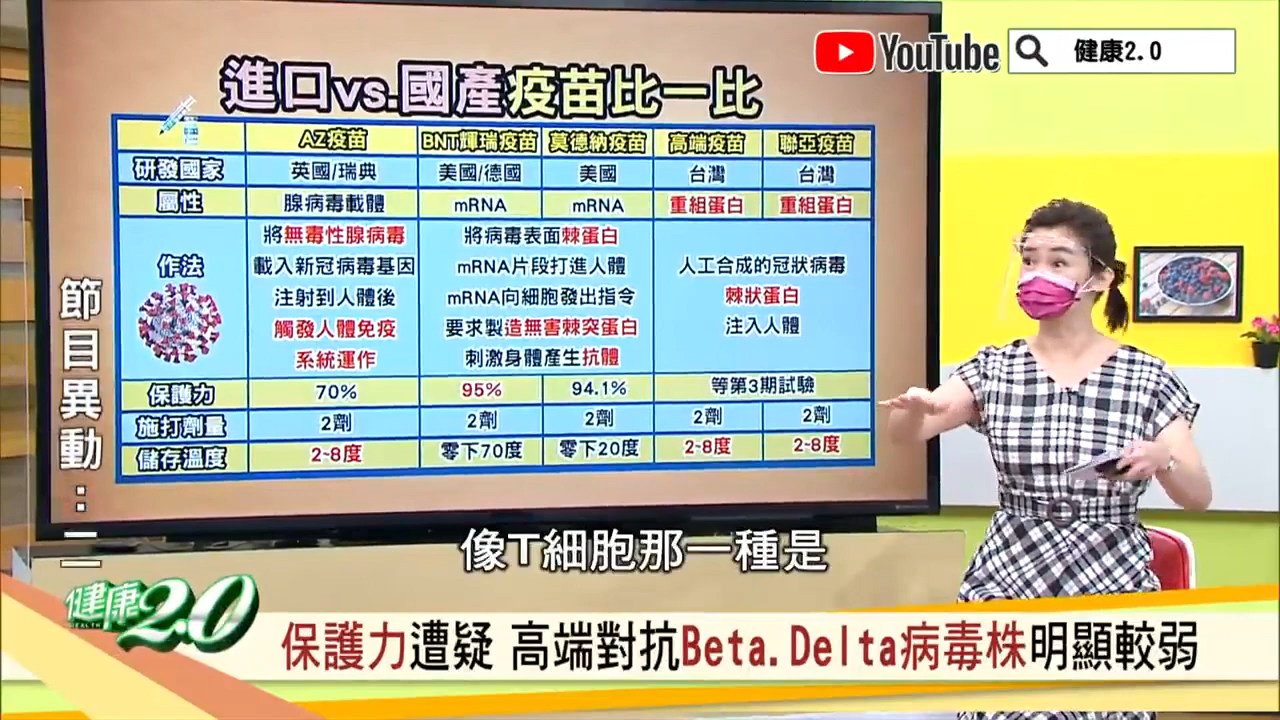 YouTube
健康2.0
進口vs.國產疫苗比一比
AZ疫苗 BNT輝瑞疫苗 莫德納疫苗 高端疫苗 聯亞疫苗
研發國家 英國/瑞典 美國/德國 美國 台灣 台灣
屬性 腺病毒載體 mRNA mRNA 重組蛋白 重組蛋白
作法
將無毒性腺病毒
載入新冠病毒基因
注射到人體後
觸發人體免疫
系統運作
將病毒表面棘蛋白
mRNA片段打進人體
mRNA向細胞發出指令
要求製造無害棘突蛋白
刺激身體產生抗體
人工合成的冠狀病毒
棘狀蛋白
注入人體
保護力 70% 95% 94.1% 等第3期試驗
施打劑量 2劑 2劑 2劑 2劑 2劑
儲存溫度 2~8度 零下70度 零下20度 2~8度 2~8度
節目異動：二
像T細胞那一種是
健康2.0
HEALTH
保護力遭疑 高端對抗Beta.Delta病毒株明顯較弱